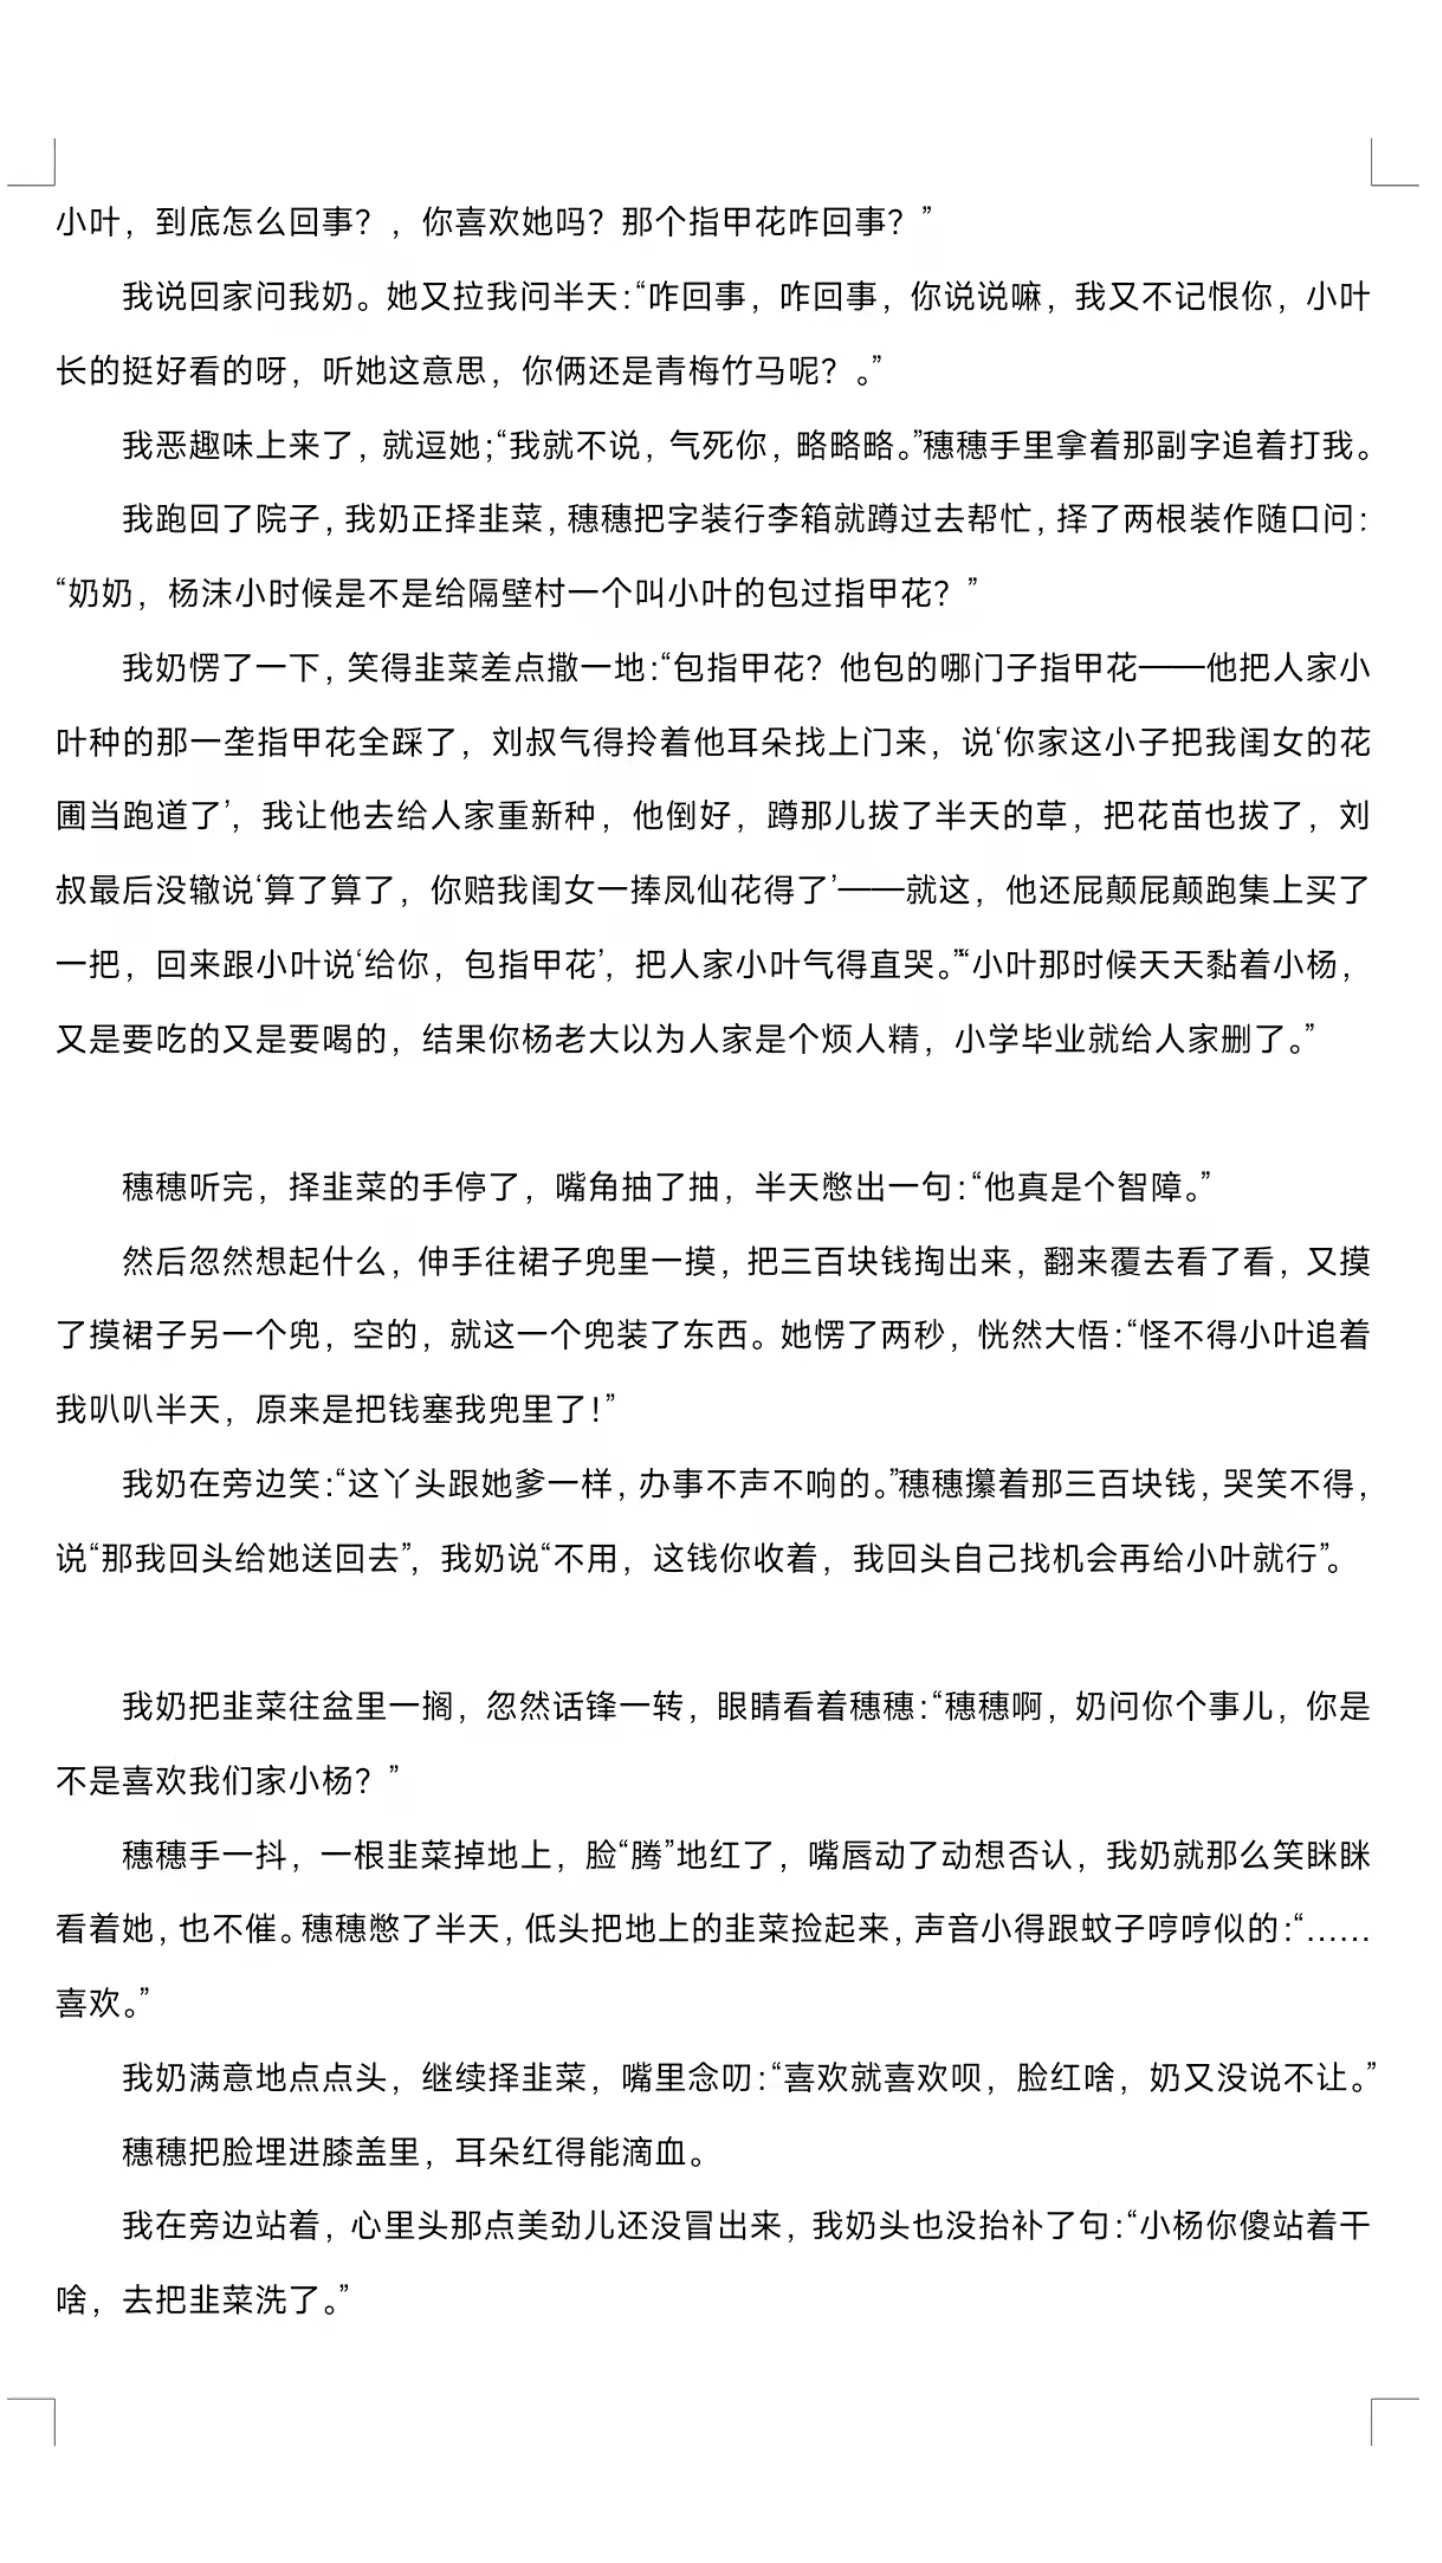 小叶，到底怎么回事？，你喜欢她吗？那个指甲花咋回事？”
我说回家问我奶。她又拉我问半天：“咋回事，咋回事，你说说嘛，我又不记恨你，小叶
长的挺好看的呀，听她这意思，你俩还是青梅竹马呢？。”
我恶趣味上来了，就逗她；“我就不说，气死你，略略略。”穗穗手里拿着那副字追着打我。
我跑回了院子，我奶正择韭菜，穗穗把字装行李箱就蹲过去帮忙，择了两根装作随口问：
“奶奶，杨沫小时候是不是给隔壁村一个叫小叶的包过指甲花？”
我奶愣了一下，笑得韭菜差点撒一地：“包指甲花？他包的哪门子指甲花——他把人家小
叶种的那一垄指甲花全踩了，刘叔气得拎着他耳朵找上门来，说‘你家这小子把我闺女的花
圃当跑道了’，我让他去给人家重新种，他倒好，蹲那儿拔了半天的草，把花苗也拔了，刘
叔最后没辙说‘算了算了，你赔我闺女一捧凤仙花得了’——就这，他还屁颠屁颠跑集上买了
一把，回来跟小叶说‘给你，包指甲花’，把人家小叶气得直哭。”“小叶那时候天天黏着小杨，
又是要吃的又是要喝的，结果你杨老大以为人家是个烦人精，小学毕业就给人家删了。”
穗穗听完，择韭菜的手停了，嘴角抽了抽，半天憋出一句：“他真是个智障。”
然后忽然想起什么，伸手往裙子兜里一摸，把三百块钱掏出来，翻来覆去看了看，又摸
了摸裙子另一个兜，空的，就这一个兜装了东西。她愣了两秒，恍然大悟：“怪不得小叶追着
我叭叭半天，原来是把钱塞我兜里了！”
我奶在旁边笑：“这丫头跟她爹一样，办事不声不响的。”穗穗攥着那三百块钱，哭笑不得，
说“那我回头给她送回去”，我奶说“不用，这钱你收着，我回头自己找机会再给小叶就行”。
我奶把韭菜往盆里一搁，忽然话锋一转，眼睛看着穗穗：“穗穗啊，奶问你个事儿，你是
不是喜欢我们家小杨？”
穗穗手一抖，一根韭菜掉地上，脸“腾”地红了，嘴唇动了动想否认，我奶就那么笑眯眯
看着她，也不催。穗穗憋了半天，低头把地上的韭菜捡起来，声音小得跟蚊子哼哼似的：“……
喜欢。”
我奶满意地点点头，继续择韭菜，嘴里念叨：“喜欢就喜欢呗，脸红啥，奶又没说不让。”
穗穗把脸埋进膝盖里，耳朵红得能滴血。
我在旁边站着，心里头那点美劲儿还没冒出来，我奶头也没抬补了句：“小杨你傻站着干
啥，去把韭菜洗了。”